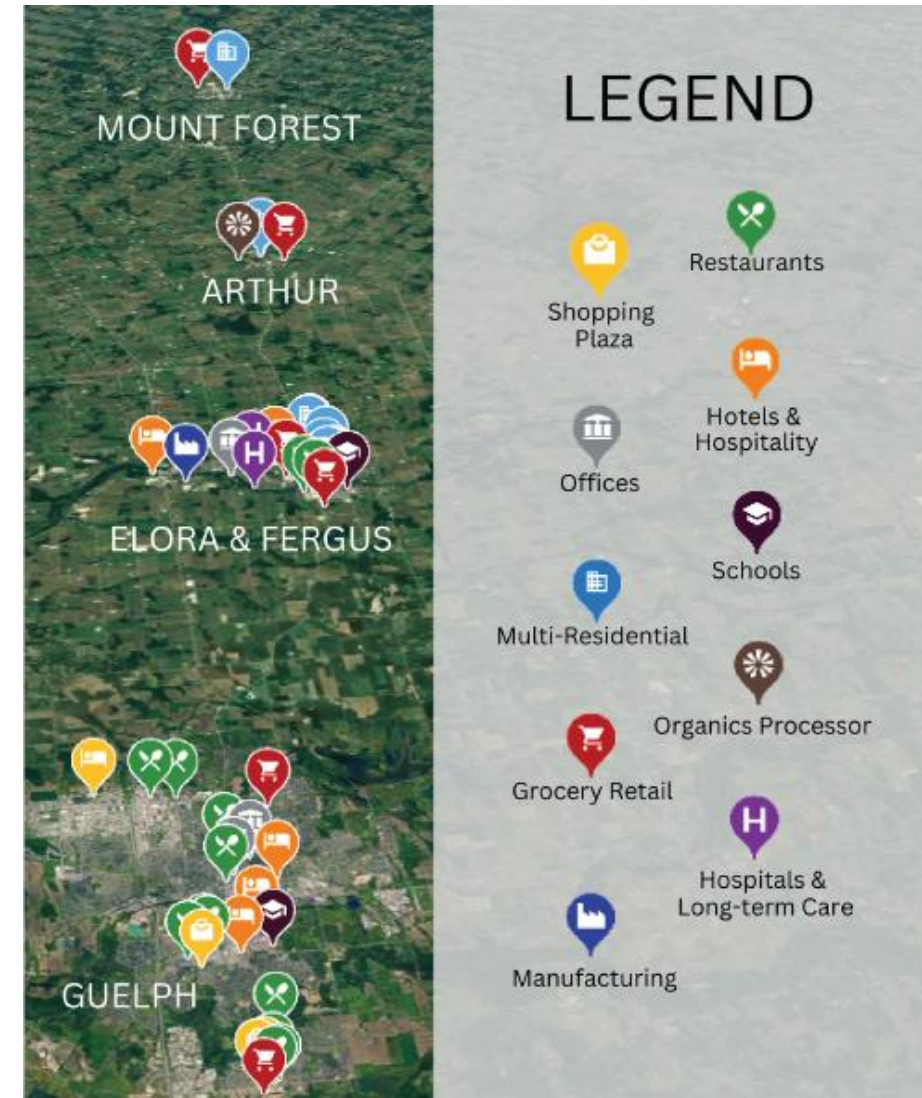 MOUNT FOREST
ARTHUR
ELORA & FERGUS
GUELPH
LEGEND
Restaurants
Shopping
Plaza
Hotels &
Hospitality
Offices
Schools
Multi-Residential
Organics Processor
Grocery Retail
H
Hospitals &
Long-term Care
Manufacturing
H